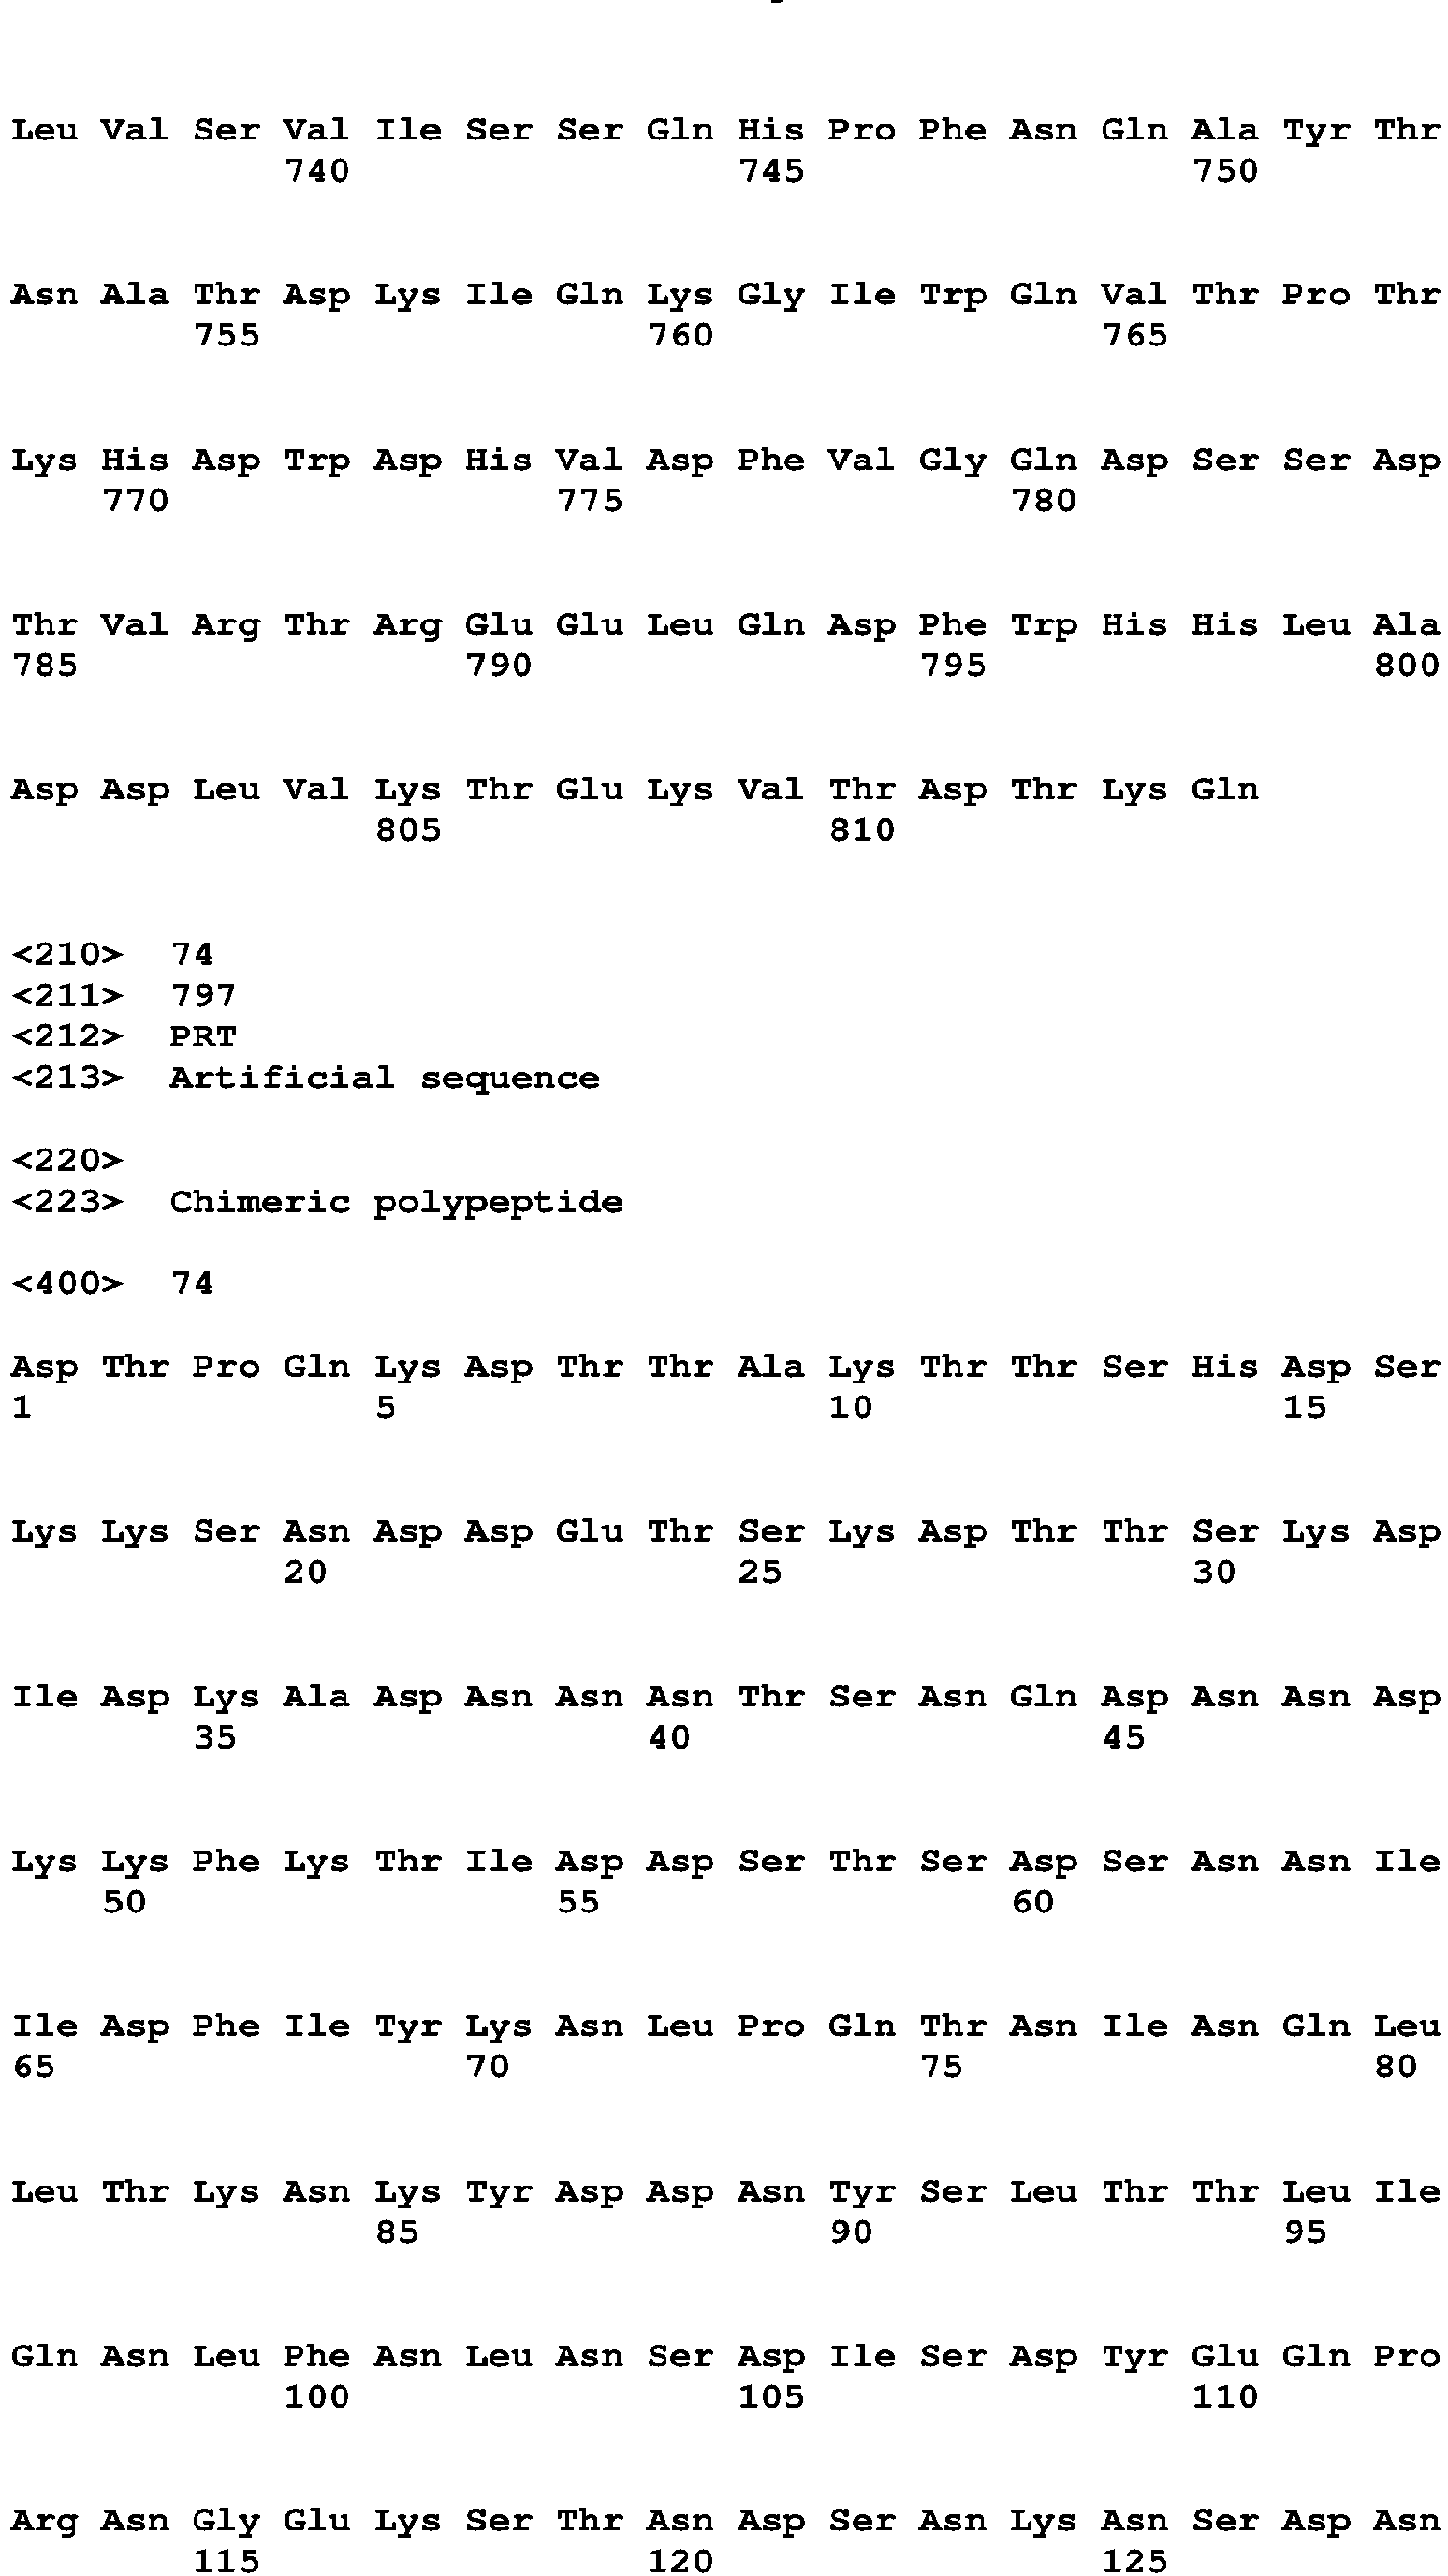 Leu Val Ser Val Ile Ser Ser Gln His Pro Phe Asn Gln Ala Tyr Thr
740 745 750
Asn Ala Thr Asp Lys Ile Gln Lys Gly Ile Trp Gln Val Thr Pro Thr
755 760 765
Lys His Asp Trp Asp His Val Asp Phe Val Gly Gln Asp Ser Ser Asp
770 775 780
Thr Val Arg Thr Arg Glu Glu Leu Gln Asp Phe Trp His His Leu Ala
785 790 795 800
Asp Asp Leu Val Lys Thr Glu Lys Val Thr Asp Thr Lys Gln
805 810
<210> 74
<211> 797
<212> PRT
<213> Artificial sequence
<220>
<223> Chimeric polypeptide
<400> 74
Asp Thr Pro Gln Lys Asp Thr Thr Ala Lys Thr Thr Ser His Asp Ser
1 5 10 15
Lys Lys Ser Asn Asp Asp Glu Thr Ser Lys Asp Thr Thr Ser Lys Asp
20 25 30
Ile Asp Lys Ala Asp Asn Asn Asn Thr Ser Asn Gln Asp Asn Asn Asp
35 40 45
Lys Lys Phe Lys Thr Ile Asp Asp Ser Thr Ser Asp Ser Asn Asn Ile
50 55 60
Ile Asp Phe Ile Tyr Lys Asn Leu Pro Gln Thr Asn Ile Asn Gln Leu
65 70 75 80
Leu Thr Lys Asn Lys Tyr Asp Asp Asn Tyr Ser Leu Thr Thr Leu Ile
85 90 95
Gln Asn Leu Phe Asn Leu Asn Ser Asp Ile Ser Asp Tyr Glu Gln Pro
100 105 110
Arg Asn Gly Glu Lys Ser Thr Asn Asp Ser Asn Lys Asn Ser Asp Asn
115 120 125